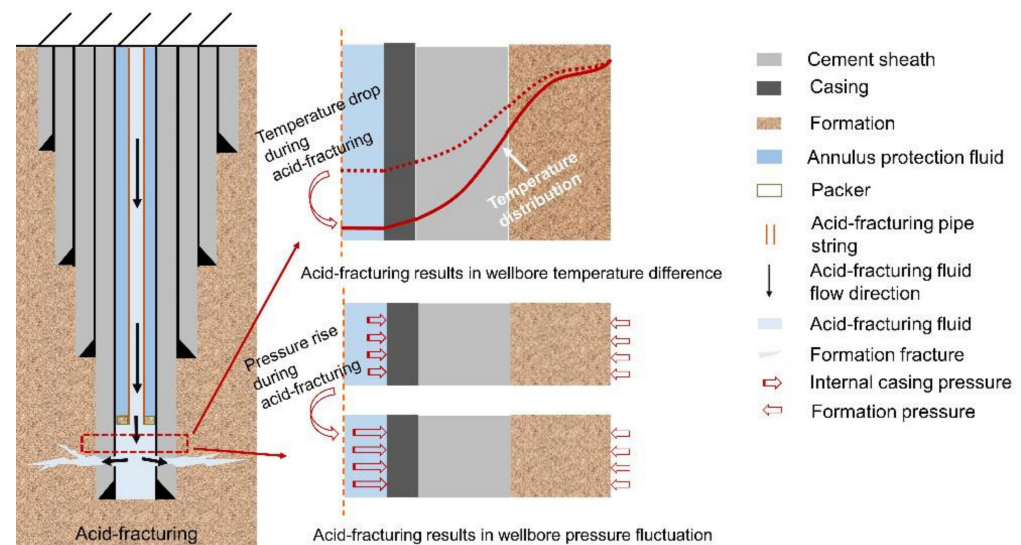 Acid-fracturing
Temperature drop
during
acid-fracturing
Temperature
distribution
Acid-fracturing results in wellbore temperature difference
Pressure rise
during
acid-fracturing
Acid-fracturing results in wellbore pressure fluctuation
Cement sheath
Casing
Formation
Annulus protection fluid
Packer
Acid-fracturing pipe
string
Acid-fracturing fluid
flow direction
Acid-fracturing fluid
Formation fracture
Internal casing pressure
Formation pressure